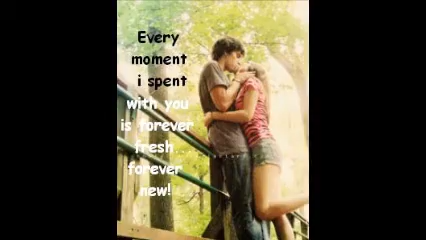 Every
moment
i spent
with you
is forever
fresh...
forever
new!